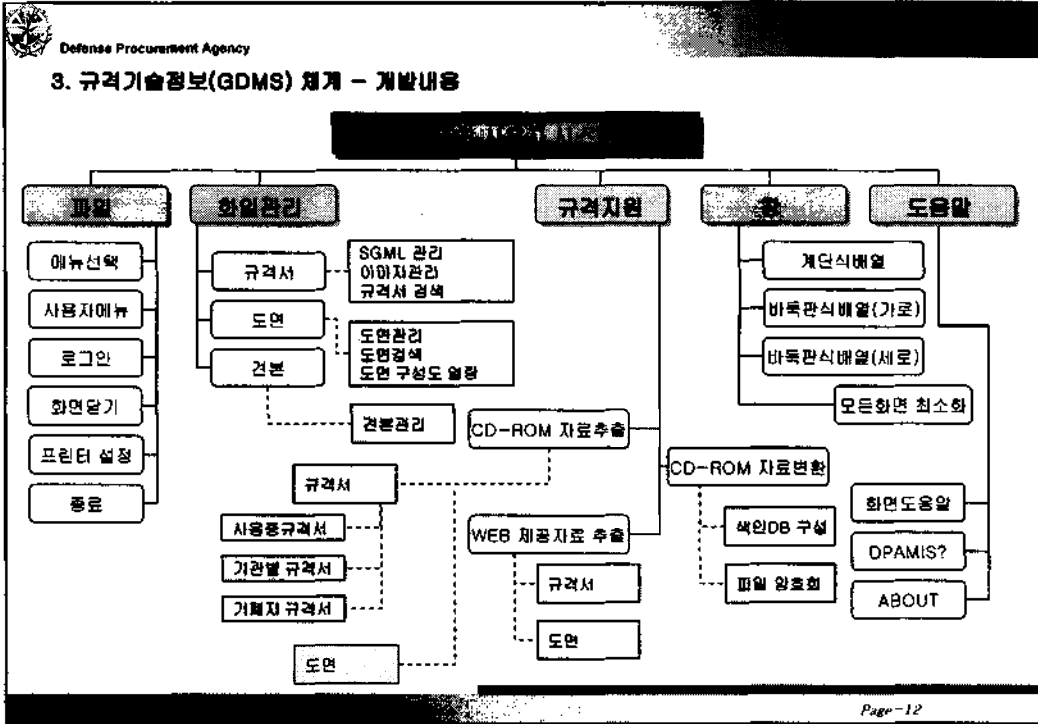 Defense Procurement Agency
3. 규격기술정보(GDMS) 체계 - 개발내용
파일
화일관리
규격지원
창
도움말
메뉴선택
사용자메뉴
로그인
화면닫기
프린터 설정
종료
규격서
SGML 관리
이미지관리
규격서 검색
도면
도면관리
도면검색
도면 구성도 열람
견본
견본관리
CD-ROM 자료추출
규격서
사용중규격서
기관별 규격서
기폐지 규격서
도면
WEB 제공자료 추출
규격서
도면
CD-ROM 자료변환
색인DB 구성
파일 암호화
계단식배열
바둑판식배열(가로)
바둑판식배열(세로)
모든화면 최소화
화면도움말
DPAMIS?
ABOUT
Page-12